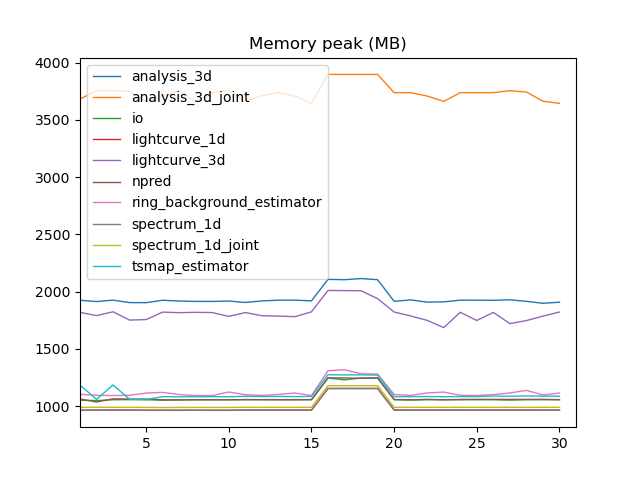 Memory peak (MB)
4000
3500
3000
2500
2000
1500
1000
analysis_3d
analysis_3d_joint
io
lightcurve_1d
lightcurve_3d
npred
ring_background_estimator
spectrum_1d
spectrum_1d_joint
tsmap_estimator
5 10 15 20 25 30